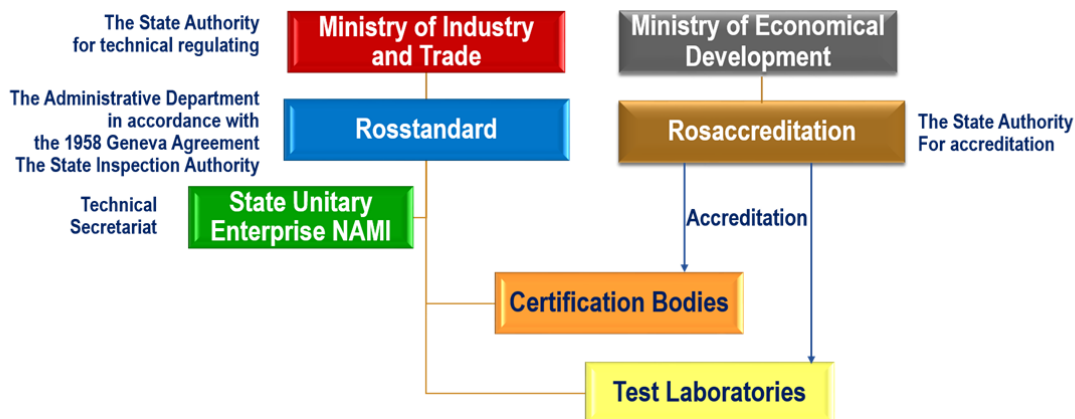 The State Authority
for technical regulating
Ministry of Industry
and Trade
Ministry of Economical
Development
The Administrative Department
in accordance with
the 1958 Geneva Agreement
The State Inspection Authority
Rosstandard
Rosaccreditation
The State Authority
For accreditation
Technical
Secretariat
State Unitary
Enterprise NAMI
Accreditation
Certification Bodies
Test Laboratories